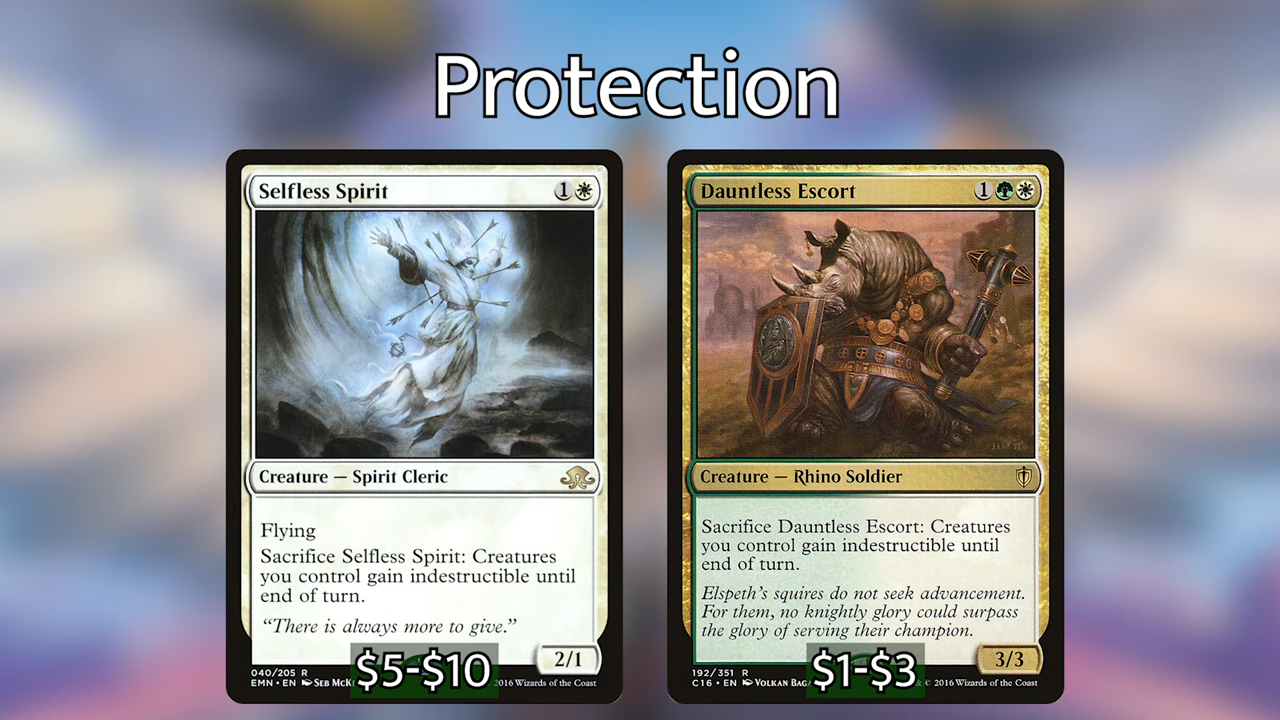 Protection
Selfless Spirit 1
Creature — Spirit Cleric
Flying
Sacrifice Selfless Spirit: Creatures
you control gain indestructible until
end of turn.
“There is always more to give.”
2/1
040/205 R
EMN • EN SEB MCK
2016 Wizards of the Coast
$5-$10
Dauntless Escort 1
Creature — Rhino Soldier
Sacrifice Dauntless Escort: Creatures
you control gain indestructible until
end of turn.
Elspeth’s squires do not seek advancement.
For them, no knightly glory could surpass
the glory of serving their champion.
3/3
192/351 R
C16 • EN VOLKAN BAG
& © 2016 Wizards of the Coast
$1-$3